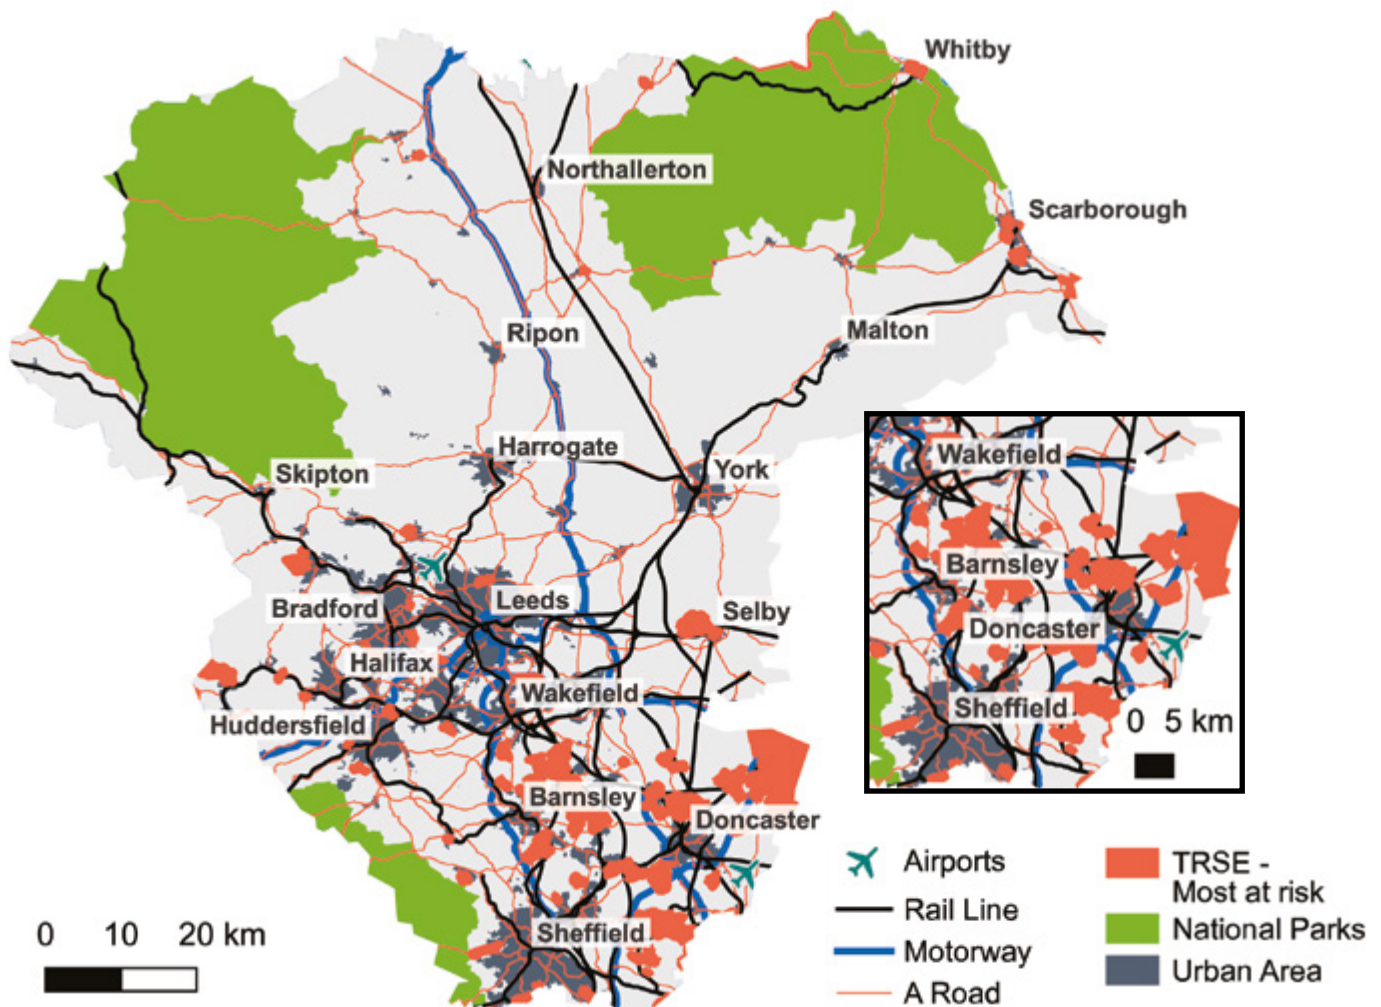 Whitby
Northallerton
Scarborough
Ripon
Malton
Harrogate
York
Skipton
Wakefield
Barnsley
Doncaster
Sheffield
0 5 km
Bradford
Leeds
Selby
Halifax
Wakefield
Huddersfield
Barnsley
Doncaster
Sheffield
0 10 20 km
Airports
Rail Line
Motorway
A Road
TRSE -
Most at risk
National Parks
Urban Area